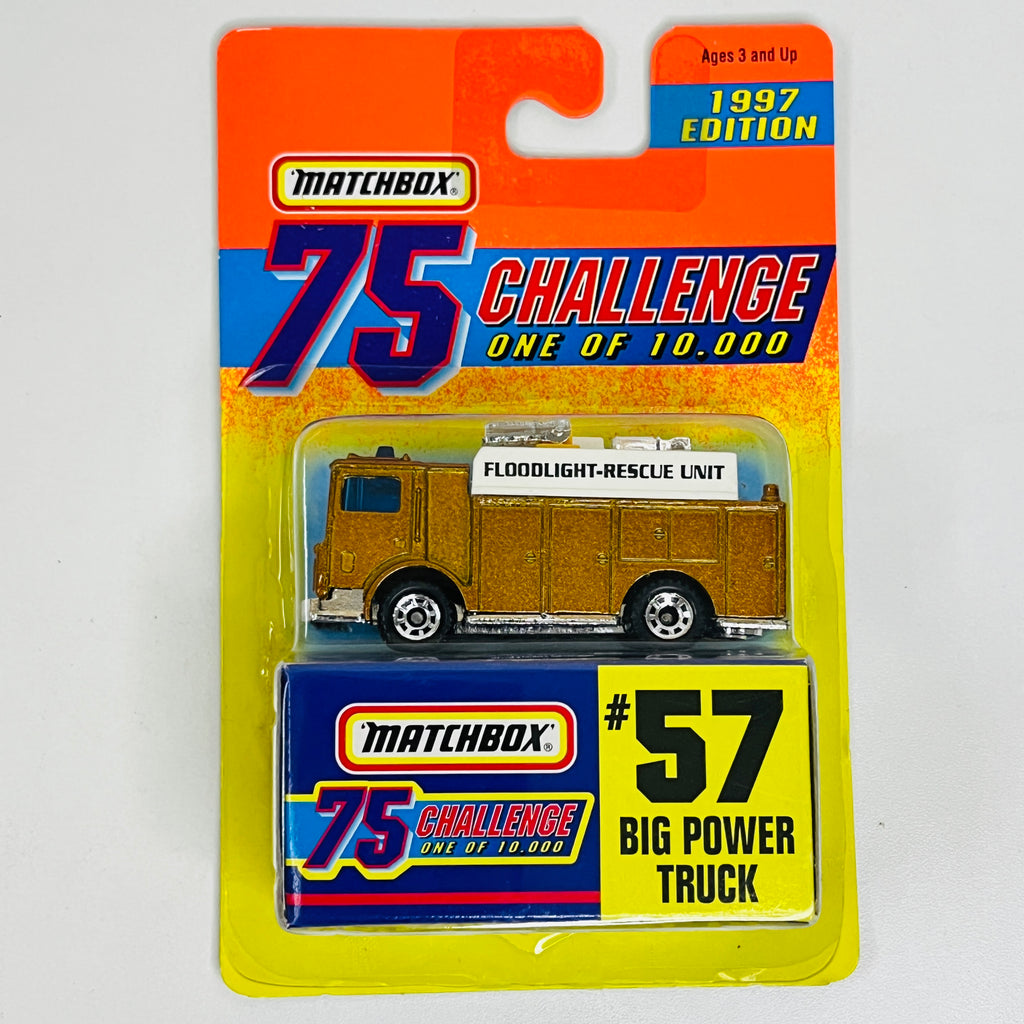 Ages 3 and Up
1997
EDITION
'MATCHBOX'®
75
CHALLENGE
ONE OF 10.000
FLOODLIGHT-RESCUE UNIT
'MATCHBOX'®
75 CHALLENGE
ONE OF 10.000
#57
BIG POWER
TRUCK